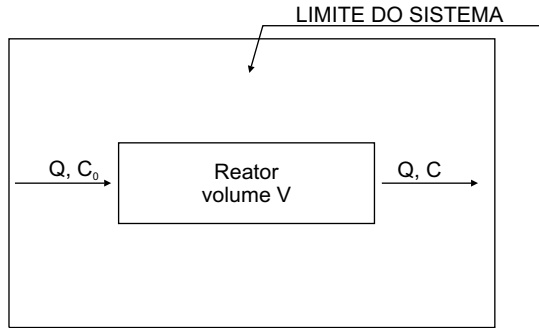 LIMITE DO SISTEMA
Q, C₀
Reator
volume V
Q, C